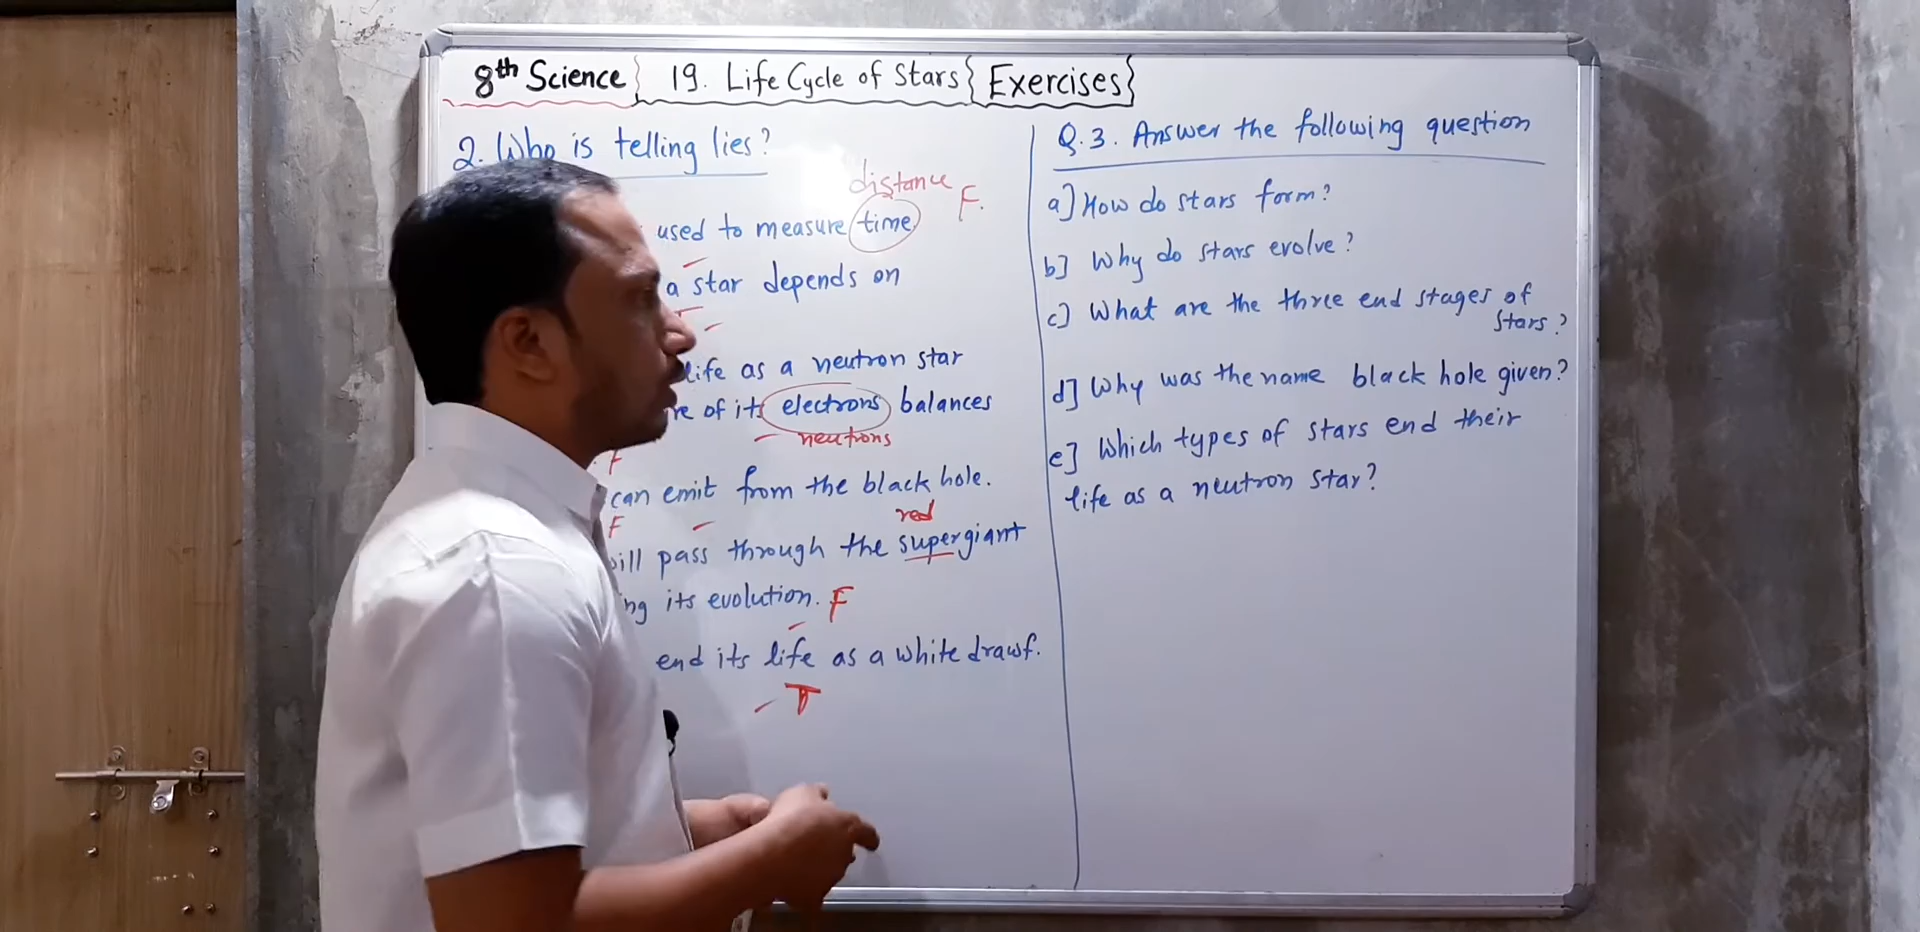 8th Science} 19. Life Cycle of Stars { Exercises}
2. Who is telling lies?
distance F.
used to measure time.
a star depends on
life as a neutron star
of its electrons balances
neutrons
F
can emit from the black hole.
F red
pass through the supergiant
its evolution. F
end its life as a white drawf.
T
Q.3. Answer the following question
a] How do stars form?
b] Why do stars evolve?
c] What are the three end stages of
stars?
d] Why was the name black hole given?
e] Which types of stars end their
life as a neutron star?